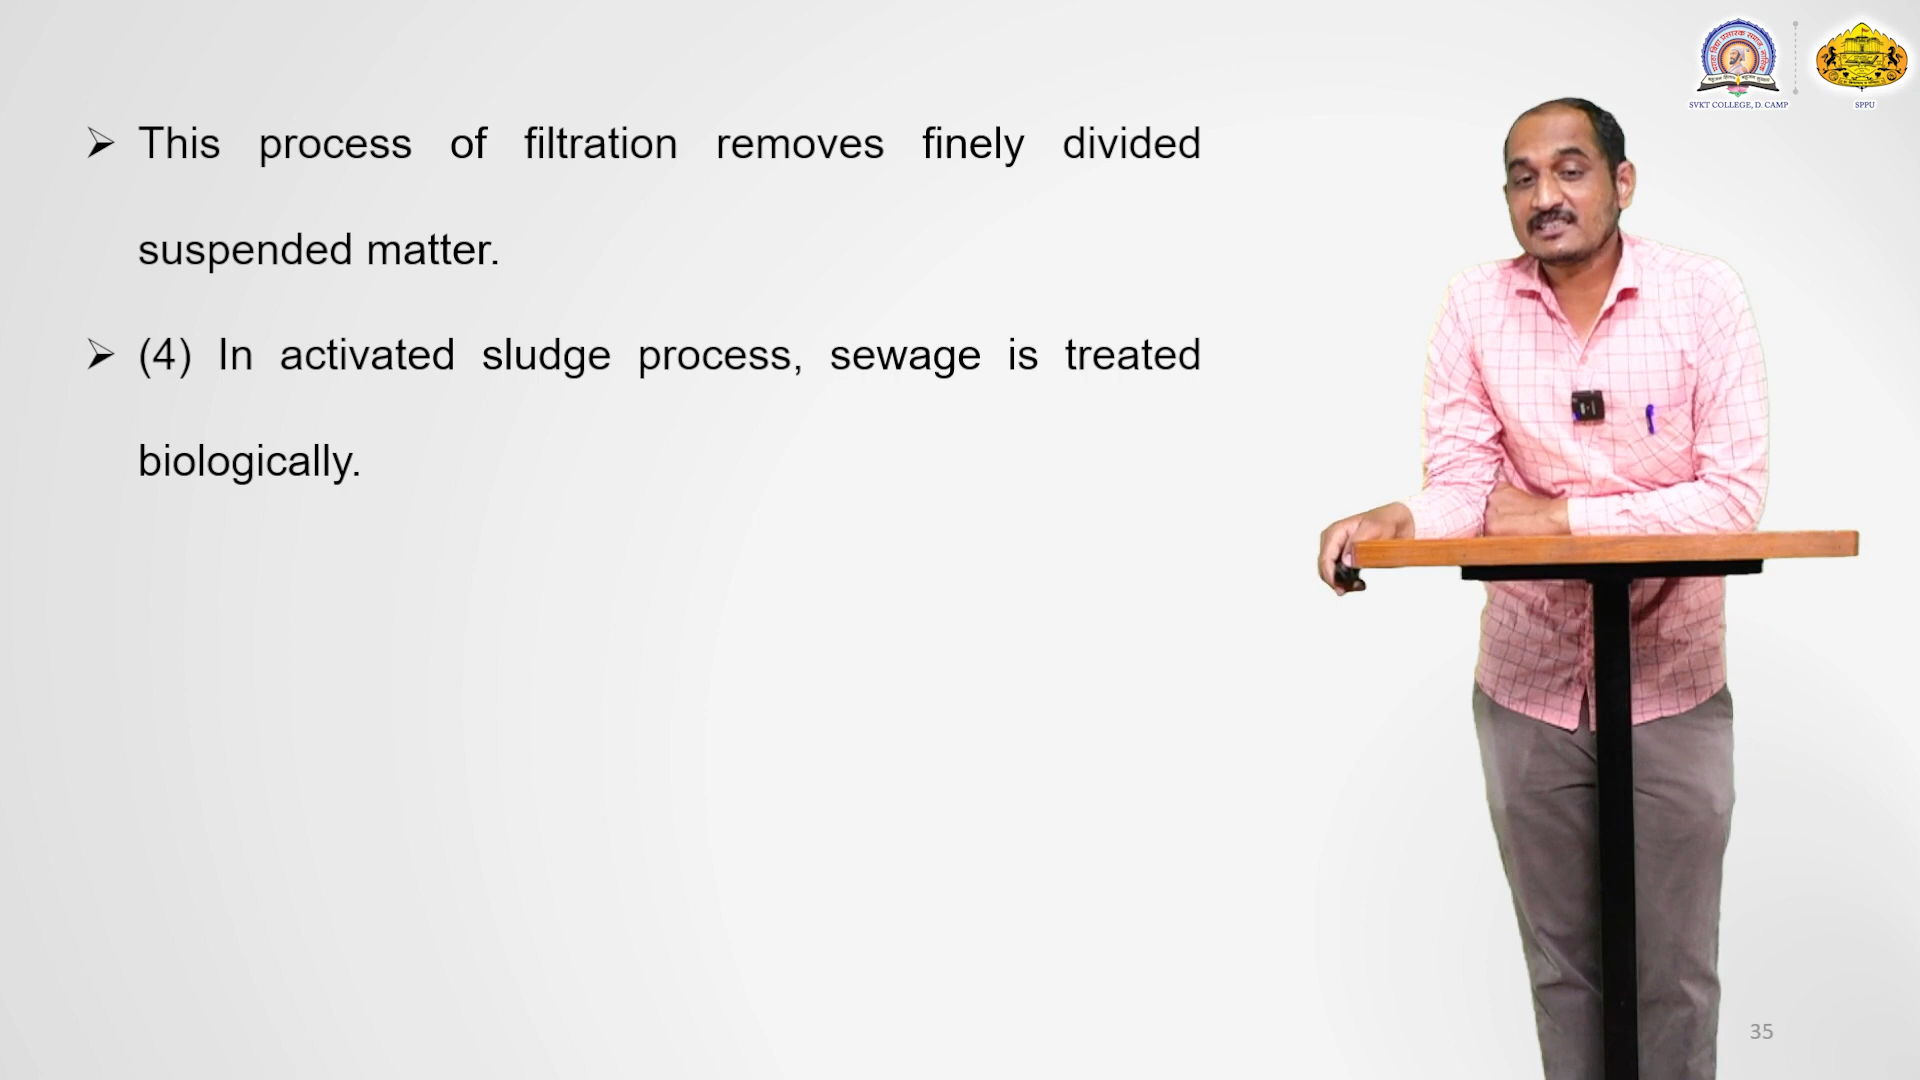 SVKT COLLEGE, D. CAMP
SPPU
➢ This process of filtration removes finely divided
suspended matter.
➢ (4) In activated sludge process, sewage is treated
biologically.
35